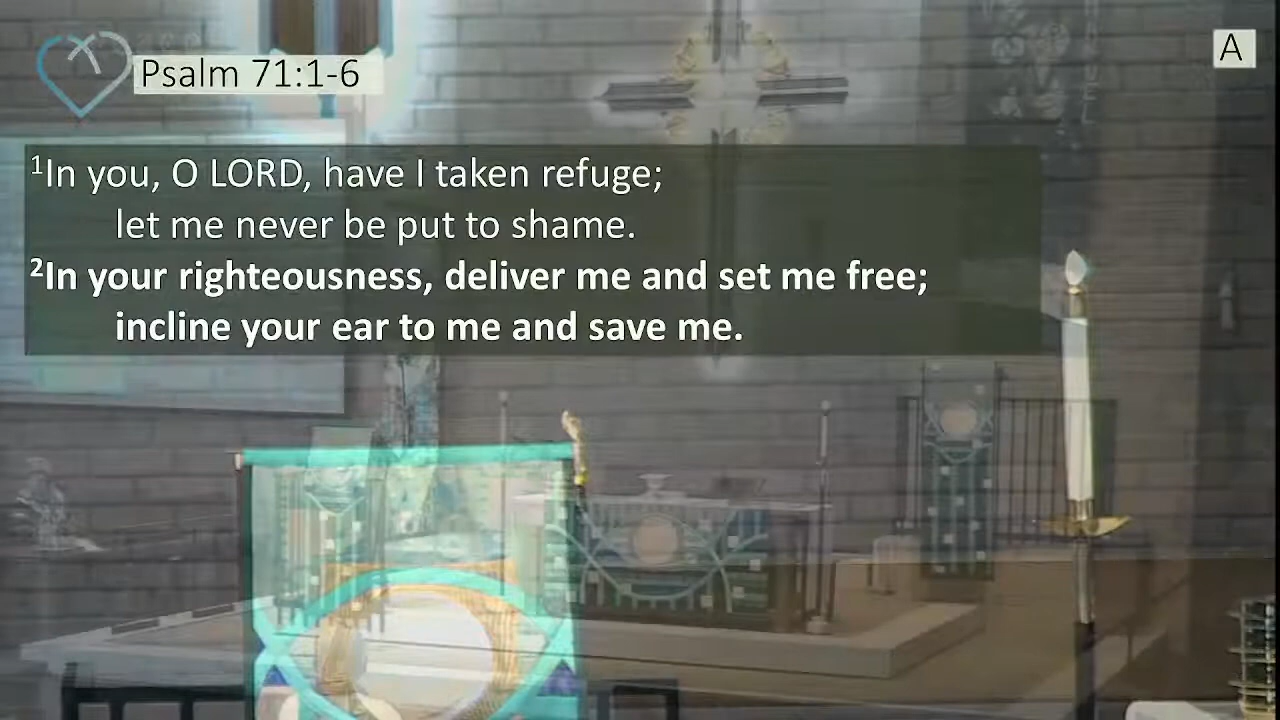 Psalm 71:1-6
A
¹In you, O LORD, have I taken refuge;
let me never be put to shame.
²In your righteousness, deliver me and set me free;
incline your ear to me and save me.